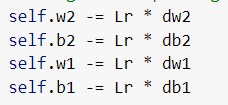 self.w2 -= Lr * dw2
self.b2 -= Lr * db2
self.w1 -= Lr * dw1
self.b1 -= Lr * db1